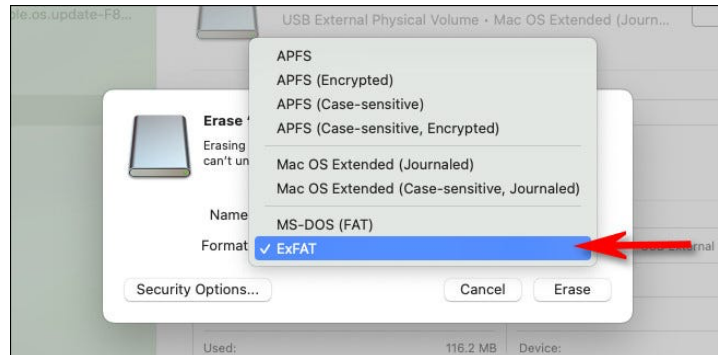 ple.os.update-F8...
USB External Physical Volume • Mac OS Extended (Journ...
APFS
APFS (Encrypted)
APFS (Case-sensitive)
APFS (Case-sensitive, Encrypted)
Erase
Erasing
can't un
Mac OS Extended (Journaled)
Mac OS Extended (Case-sensitive, Journaled)
Name
MS-DOS (FAT)
Format
✓ ExFAT
External
Security Options...
Cancel
Erase
Used:
116.2 MB
Device: